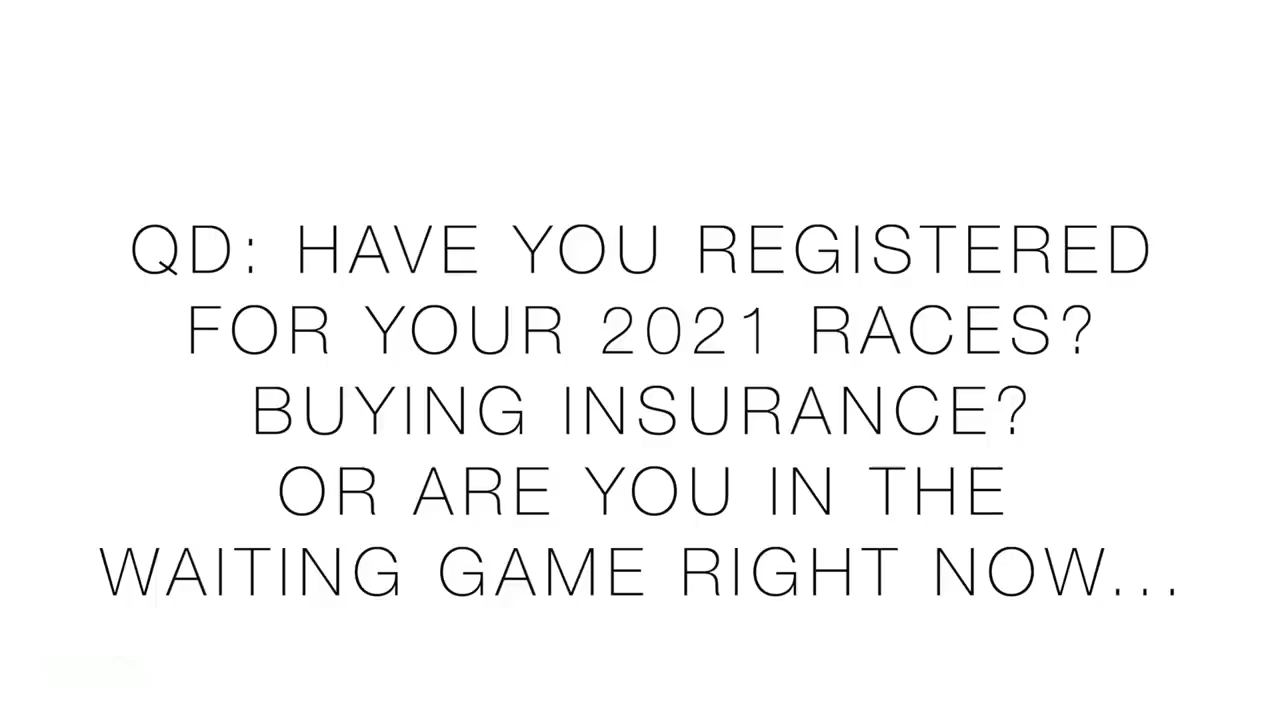 QD: HAVE YOU REGISTERED
FOR YOUR 2021 RACES?
BUYING INSURANCE?
OR ARE YOU IN THE
WAITING GAME RIGHT NOW...